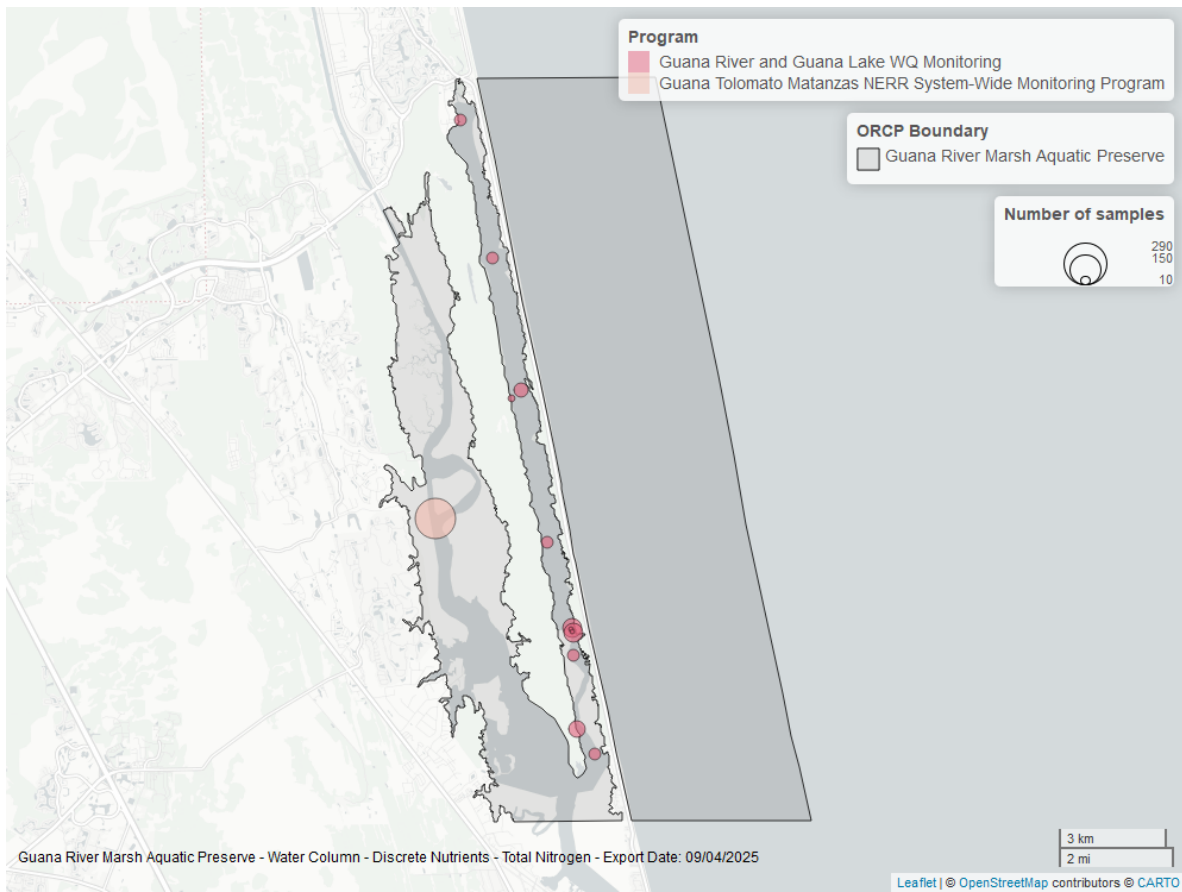 Program
Guana River and Guana Lake WQ Monitoring
Guana Tolomato Matanzas NERR System-Wide Monitoring Program
ORCP Boundary
Guana River Marsh Aquatic Preserve
Number of samples
290
150
10
3 km
2 mi
Guana River Marsh Aquatic Preserve - Water Column - Discrete Nutrients - Total Nitrogen - Export Date: 09/04/2025
Leaflet | © OpenStreetMap contributors © CARTO